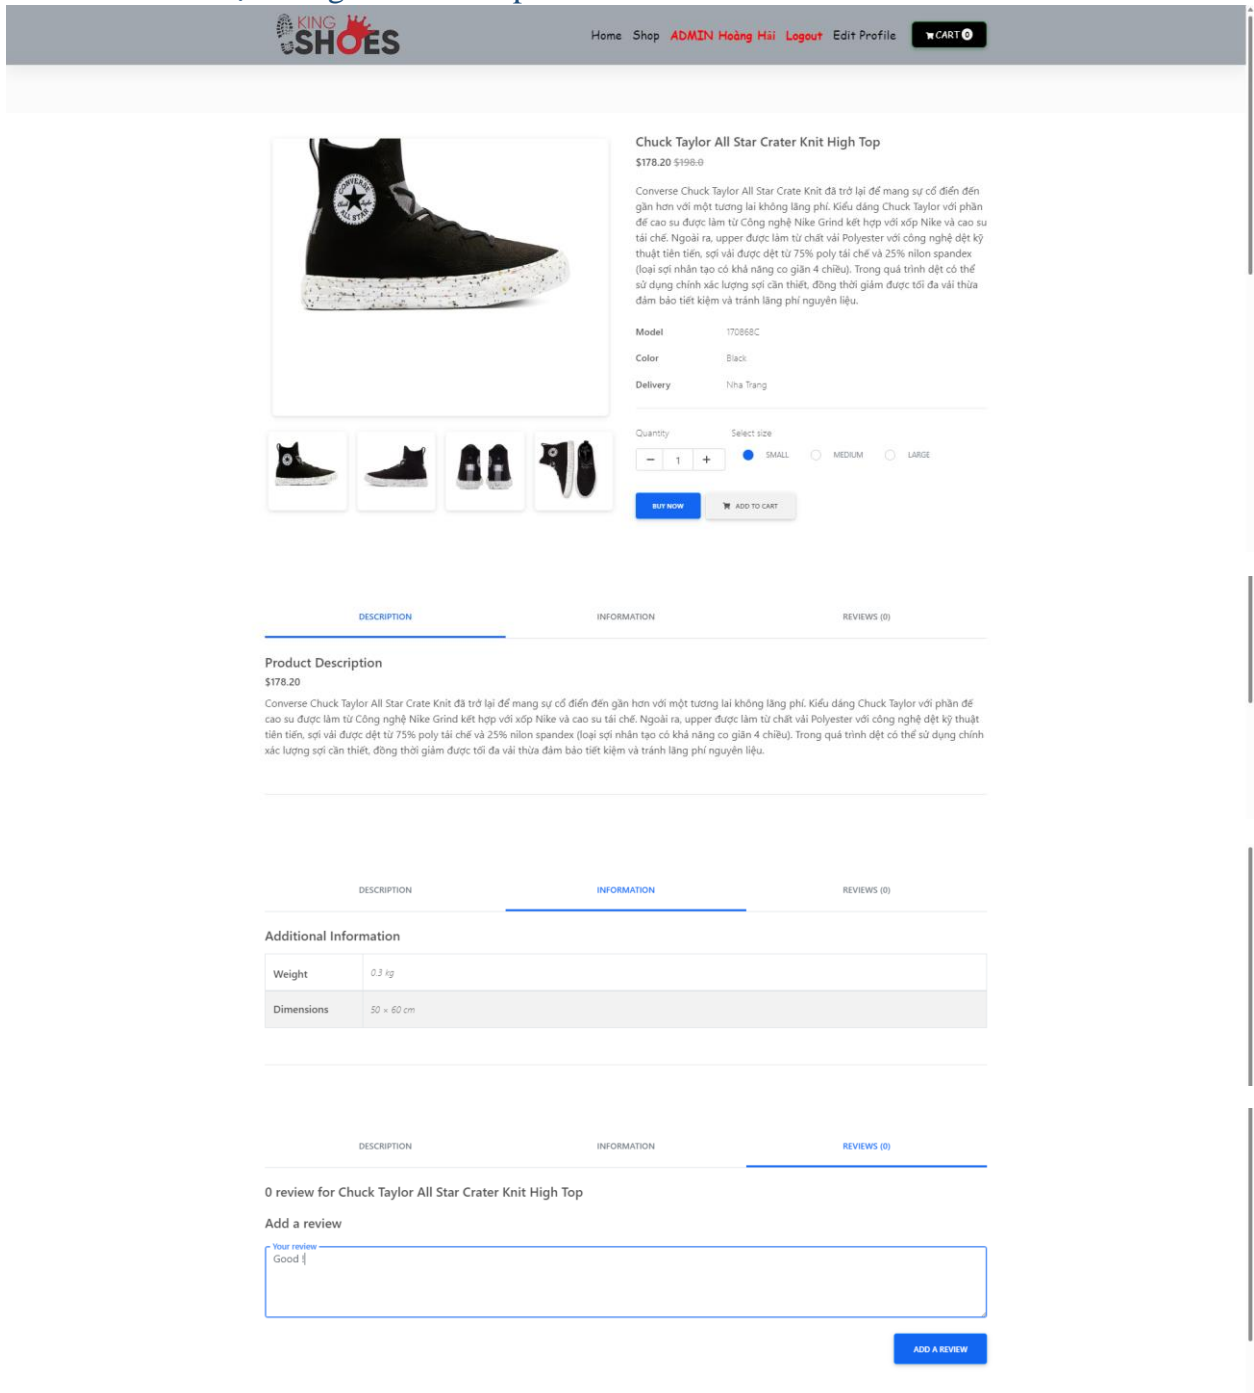 KING
SHOES
Home Shop ADMIN Hoàng Hải Logout Edit Profile CART 0
Chuck Taylor All Star Crater Knit High Top
$178.20 $198.0
Converse Chuck Taylor All Star Crate Knit đã trở lại để mang sự cổ điển đến
gần hơn với một tương lai không lãng phí. Kiểu dáng Chuck Taylor với phần
đế cao su được làm từ Công nghệ Nike Grind kết hợp với xốp Nike và cao su
tái chế. Ngoài ra, upper được làm từ chất vải Polyester với công nghệ dệt kỹ
thuật tiên tiến, sợi vải được dệt từ 75% poly tái chế và 25% nilon spandex
(loại sợi nhân tạo có khả năng co giãn 4 chiều). Trong quá trình dệt có thể
sử dụng chính xác lượng sợi cần thiết, đồng thời giảm được tối đa vải thừa
đảm bảo tiết kiệm và tránh lãng phí nguyên liệu.
Model 170868C
Color Black
Delivery Nha Trang
Quantity Select size
− 1 + SMALL MEDIUM LARGE
BUY NOW ADD TO CART
CONVERSE
ALL STAR
DESCRIPTION INFORMATION REVIEWS (0)
Product Description
$178.20
Converse Chuck Taylor All Star Crate Knit đã trở lại để mang sự cổ điển đến gần hơn với một tương lai không lãng phí. Kiểu dáng Chuck Taylor với phần đế
cao su được làm từ Công nghệ Nike Grind kết hợp với xốp Nike và cao su tái chế. Ngoài ra, upper được làm từ chất vải Polyester với công nghệ dệt kỹ thuật
tiên tiến, sợi vải được dệt từ 75% poly tái chế và 25% nilon spandex (loại sợi nhân tạo có khả năng co giãn 4 chiều). Trong quá trình dệt có thể sử dụng chính
xác lượng sợi cần thiết, đồng thời giảm được tối đa vải thừa đảm bảo tiết kiệm và tránh lãng phí nguyên liệu.
DESCRIPTION INFORMATION REVIEWS (0)
Additional Information
Weight 0.3 kg
Dimensions 50 × 60 cm
DESCRIPTION INFORMATION REVIEWS (0)
0 review for Chuck Taylor All Star Crater Knit High Top
Add a review
Your review
Good !
ADD A REVIEW